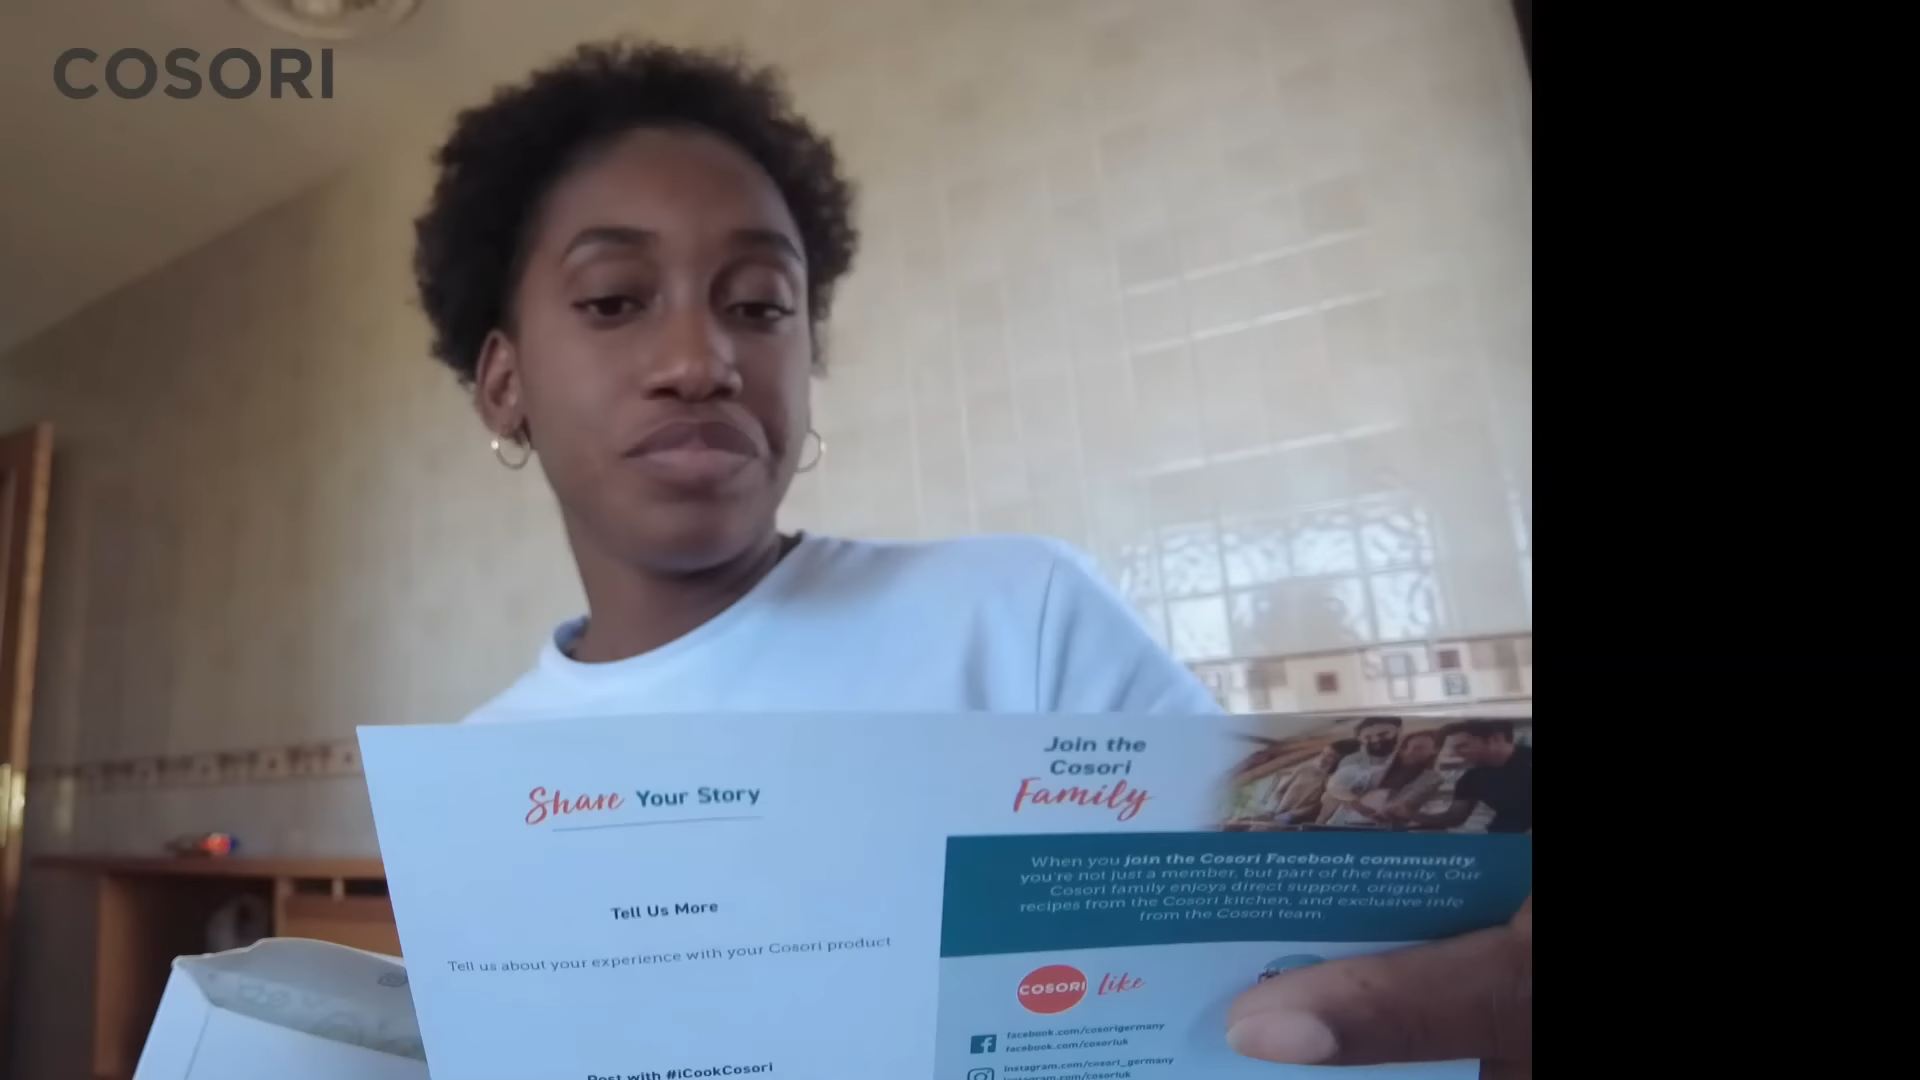 COSORI
Share Your Story
Tell Us More
Tell us about your experience with your Cosori product
Post with #iCookCosori
Join the
Cosori
Family
When you join the Cosori Facebook community
you're not just a member, but part of the family. Our
Cosori family enjoys direct support, original
recipes from the Cosori kitchen, and exclusive info
from the Cosori team.
COSORI Like
facebook.com/cosorigermany
facebook.com/cosoriuk
instagram.com/cosori_germany
instagram.com/cosoriuk